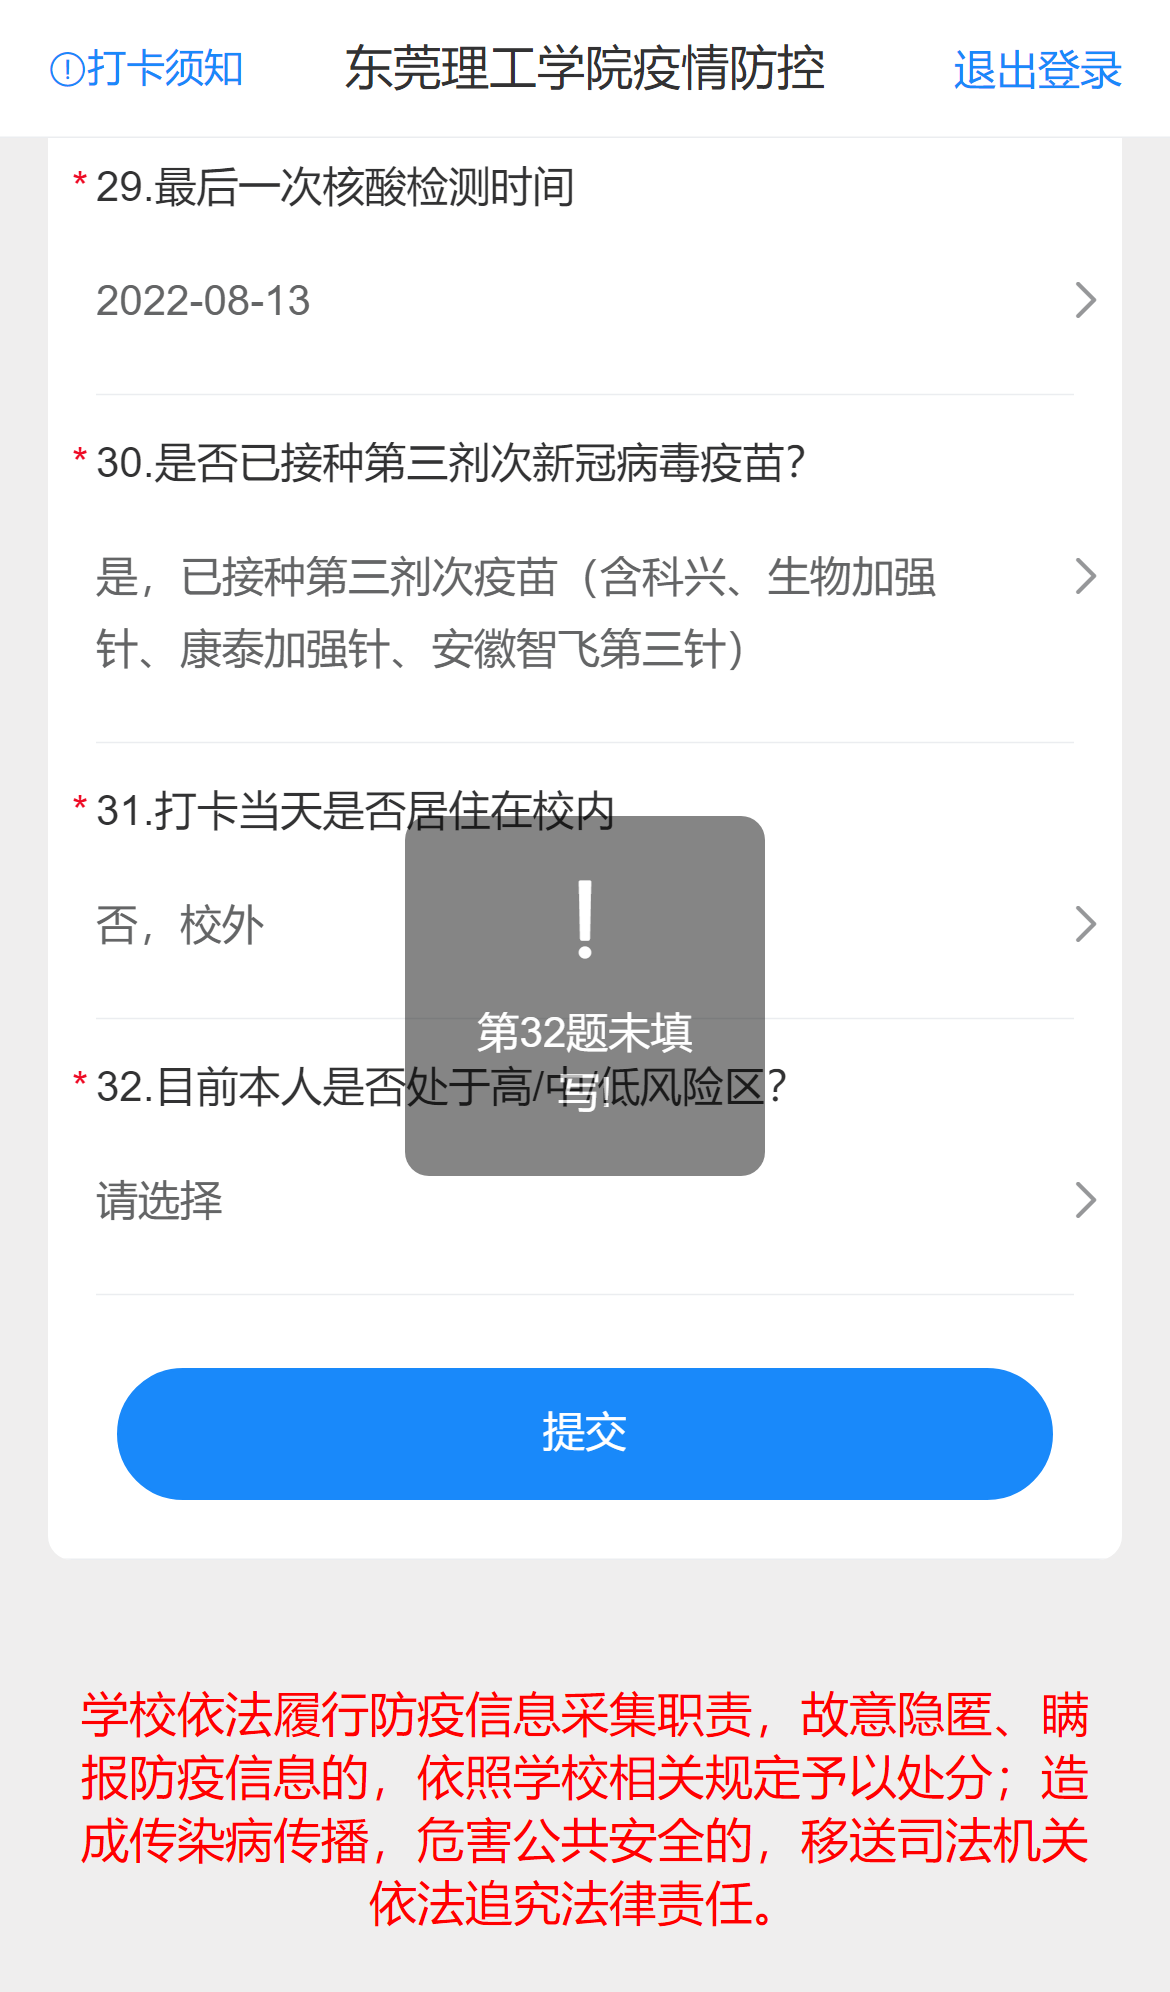 打卡须知
东莞理工学院疫情防控
退出登录
* 29.最后一次核酸检测时间
2022-08-13
* 30.是否已接种第三剂次新冠病毒疫苗?
是，已接种第三剂次疫苗（含科兴、生物加强
针、康泰加强针、安徽智飞第三针）
* 31.打卡当天是否居住在校内
否，校外
第32题未填
写!
* 32.目前本人是否处于高/中/低风险区?
请选择
提交
学校依法履行防疫信息采集职责，故意隐匿、瞒
报防疫信息的，依照学校相关规定予以处分；造
成传染病传播，危害公共安全的，移送司法机关
依法追究法律责任。